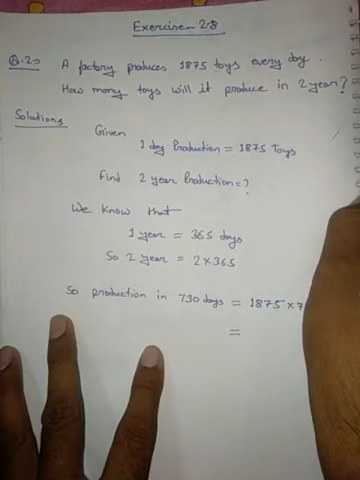 Exercise-2.8
Q.20 A factory produces 1875 toys every day.
How many toys will it produce in 2 year?
Solutions
Given
1 day Production = 1875 Toys
Find 2 year Production = ?
We Know that
1 year = 365 days
So 2 year = 2×365
So production in 730 days = 1875×7
=